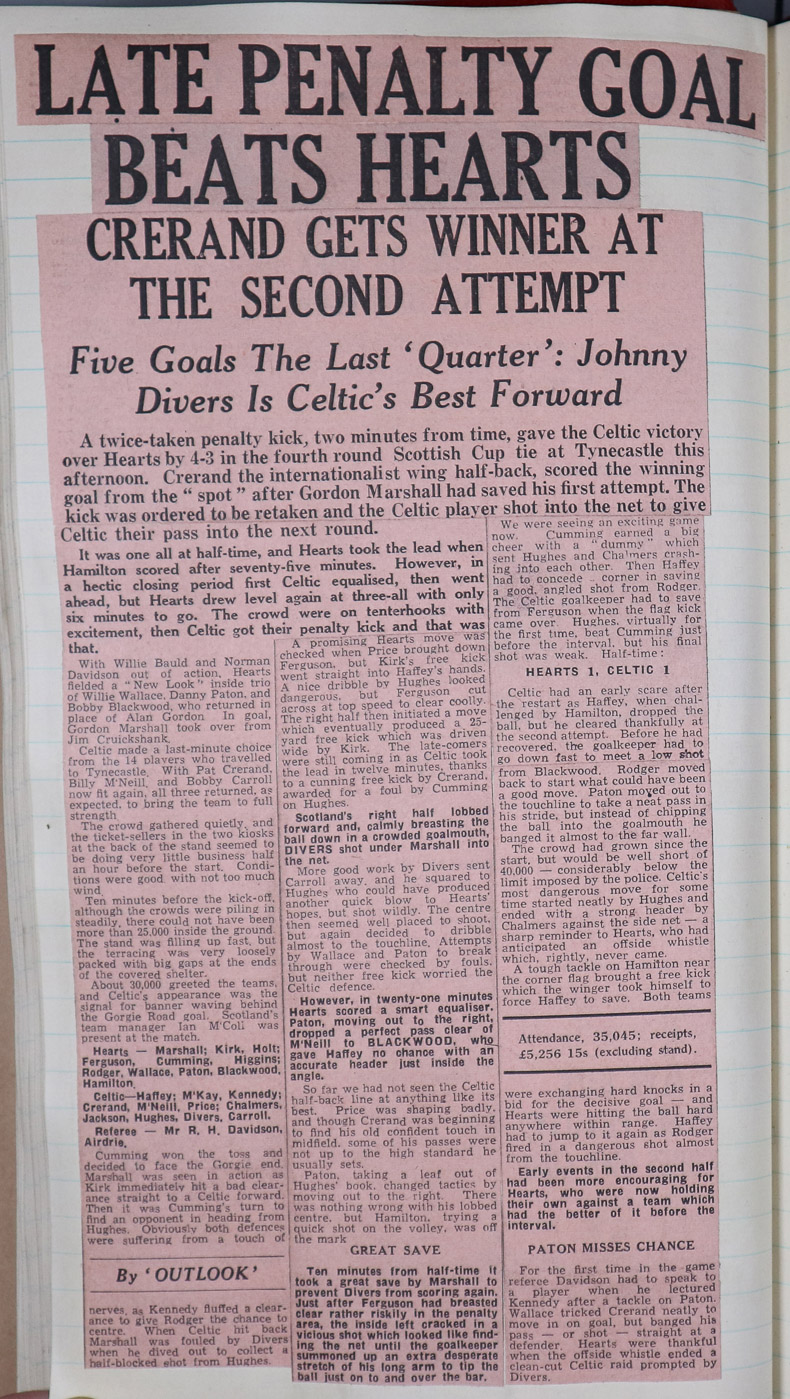 LATE PENALTY GOAL
BEATS HEARTS
CRERAND GETS WINNER AT
THE SECOND ATTEMPT
Five Goals The Last ‘Quarter’: Johnny
Divers Is Celtic's Best Forward
A twice-taken penalty kick, two minutes from time, gave the Celtic victory
over Hearts by 4-3 in the fourth round Scottish Cup tie at Tynecastle this
afternoon. Crerand the internationalist wing half-back, scored the winning
goal from the “ spot ” after Gordon Marshall had saved his first attempt. The
kick was ordered to be retaken and the Celtic player shot into the net to give
Celtic their pass into the next round.
It was one all at half-time, and Hearts took the lead when
Hamilton scored after seventy-five minutes. However, in
a hectic closing period first Celtic equalised, then went
ahead, but Hearts drew level again at three-all with only
six minutes to go. The crowd were on tenterhooks with
excitement, then Celtic got their penalty kick and that was
that.
With Willie Bauld and Norman
Davidson out of action, Hearts
fielded a "New Look" inside trio
of Willie Wallace, Danny Paton, and
Bobby Blackwood, who returned in
place of Alan Gordon In goal,
Gordon Marshall took over from
Jim Cruickshank.
Celtic made a last-minute choice
from the 14 players who travelled
to Tynecastle. With Pat Crerand,
Billy M'Neill, and Bobby Carroll
now fit again, all three returned, as
expected, to bring the team to full
strength
The crowd gathered quietly, and
the ticket-sellers in the two kiosks
at the back of the stand seemed to
be doing very little business half
an hour before the start. Condi-
tions were good with not too much
wind
Ten minutes before the kick-off,
although the crowds were piling in
steadily, there could not have been
more than 25,000 inside the ground.
The stand was filling up fast, but
the terracing was very loosely
packed with big gaps at the ends
of the covered shelter.
About 30,000 greeted the teams,
and Celtic's appearance was the
signal for banner waving behind
the Gorgie Road goal. Scotland's
team manager Ian M'Coll was
present at the match.
Hearts — Marshall; Kirk, Holt;
Ferguson, Cumming, Higgins;
Rodger, Wallace, Paton, Blackwood,
Hamilton.
Celtic—Haffey; M'Kay, Kennedy;
Crerand, M'Neill, Price; Chalmers,
Jackson, Hughes, Divers, Carroll.
Referee — Mr R. H. Davidson,
Airdrie.
Cumming won the toss and
decided to face the Gorgie end.
Marshall was seen in action as
Kirk immediately hit a bad clear-
ance straight to a Celtic forward.
Then it was Cumming's turn to
find an opponent in heading from
Hughes. Obviously both defences
were suffering from a touch of
By ‘OUTLOOK’
nerves, as Kennedy fluffed a clear-
ance to give Rodger the chance to
centre. When Celtic hit back
Marshall was fouled by Divers
when he dived out to collect a
half-blocked shot from Hughes.
A promising Hearts move was
checked when Price brought down
Ferguson, but Kirk's free kick
went straight into Haffey's hands.
A nice dribble by Hughes looked
dangerous, but Ferguson cut
across at top speed to clear coolly.
The right half then initiated a move
which eventually produced a 25-
yard free kick which was driven
wide by Kirk. The late-comers
were still coming in as Celtic took
the lead in twelve minutes, thanks
to a cunning free kick by Crerand,
awarded for a foul by Cumming
on Hughes.
Scotland's right half lobbed
forward and, calmly breasting the
ball down in a crowded goalmouth,
DIVERS shot under Marshall into
the net.
More good work by Divers sent
Carroll away, and he squared to
Hughes who could have produced
another quick blow to Hearts'
hopes, but shot wildly. The centre
then seemed well placed to shoot,
but again decided to dribble
almost to the touchline. Attempts
by Wallace and Paton to break
through were checked by fouls,
but neither free kick worried the
Celtic defence.
However, in twenty-one minutes
Hearts scored a smart equaliser.
Paton, moving out to the right,
dropped a perfect pass clear of
M'Neill to BLACKWOOD, who
gave Haffey no chance with an
accurate header just inside the
angle.
So far we had not seen the Celtic
half-back line at anything like its
best. Price was shaping badly,
and though Crerand was beginning
to find his old confident touch in
midfield, some of his passes were
not up to the high standard he
usually sets.
Paton, taking a leaf out of
Hughes' book, changed tactics by
moving out to the right. There
was nothing wrong with his lobbed
centre, but Hamilton, trying a
quick shot on the volley, was off
the mark
GREAT SAVE
Ten minutes from half-time it
took a great save by Marshall to
prevent Divers from scoring again.
Just after Ferguson had breasted
clear rather riskily in the penalty
area, the inside left cracked in a
vicious shot which looked like find-
ing the net until the goalkeeper
summoned up an extra desperate
stretch of his long arm to tip the
ball just on to and over the bar.
We were seeing an exciting game
now. Cumming earned a big
cheer with a "dummy" which
sent Hughes and Chalmers crash-
ing into each other. Then Haffey
had to concede corner in saving
a good, angled shot from Rodger.
The Celtic goalkeeper had to save
from Ferguson when the flag kick
came over. Hughes, virtually for
the first time, beat Cumming just
before the interval, but his final
shot was weak. Half-time:
HEARTS 1, CELTIC 1
Celtic had an early scare after
the restart as Haffey, when chal-
lenged by Hamilton, dropped the
ball, but he cleared thankfully at
the second attempt. Before he had
recovered, the goalkeeper had to
go down fast to meet a low shot
from Blackwood. Rodger moved
back to start what could have been
a good move. Paton moved out to
the touchline to take a neat pass in
his stride, but instead of chipping
the ball into the goalmouth he
banged it almost to the far wall.
The crowd had grown since the
start, but would be well short of
40,000 — considerably below the
limit imposed by the police. Celtic's
most dangerous move for some
time started neatly by Hughes and
ended with a strong header by
Chalmers against the side net — a
sharp reminder to Hearts, who had
anticipated an offside whistle
which, rightly, never came.
A tough tackle on Hamilton near
the corner flag brought a free kick
which the winger took himself to
force Haffey to save. Both teams
Attendance, 35,045; receipts,
£5,256 15s (excluding stand).
were exchanging hard knocks in a
bid for the decisive goal — and
Hearts were hitting the ball hard
anywhere within range. Haffey
had to jump to it again as Rodger
fired in a dangerous shot almost
from the touchline.
Early events in the second half
had been more encouraging for
Hearts, who were now holding
their own against a team which
had the better of it before the
interval.
PATON MISSES CHANCE
For the first time in the game
referee Davidson had to speak to
a player when he lectured
Kennedy after a tackle on Paton.
Wallace tricked Crerand neatly to
move in on goal, but banged his
pass — or shot — straight at a
defender. Hearts were thankful
when the offside whistle ended a
clean-cut Celtic raid prompted by
Divers.